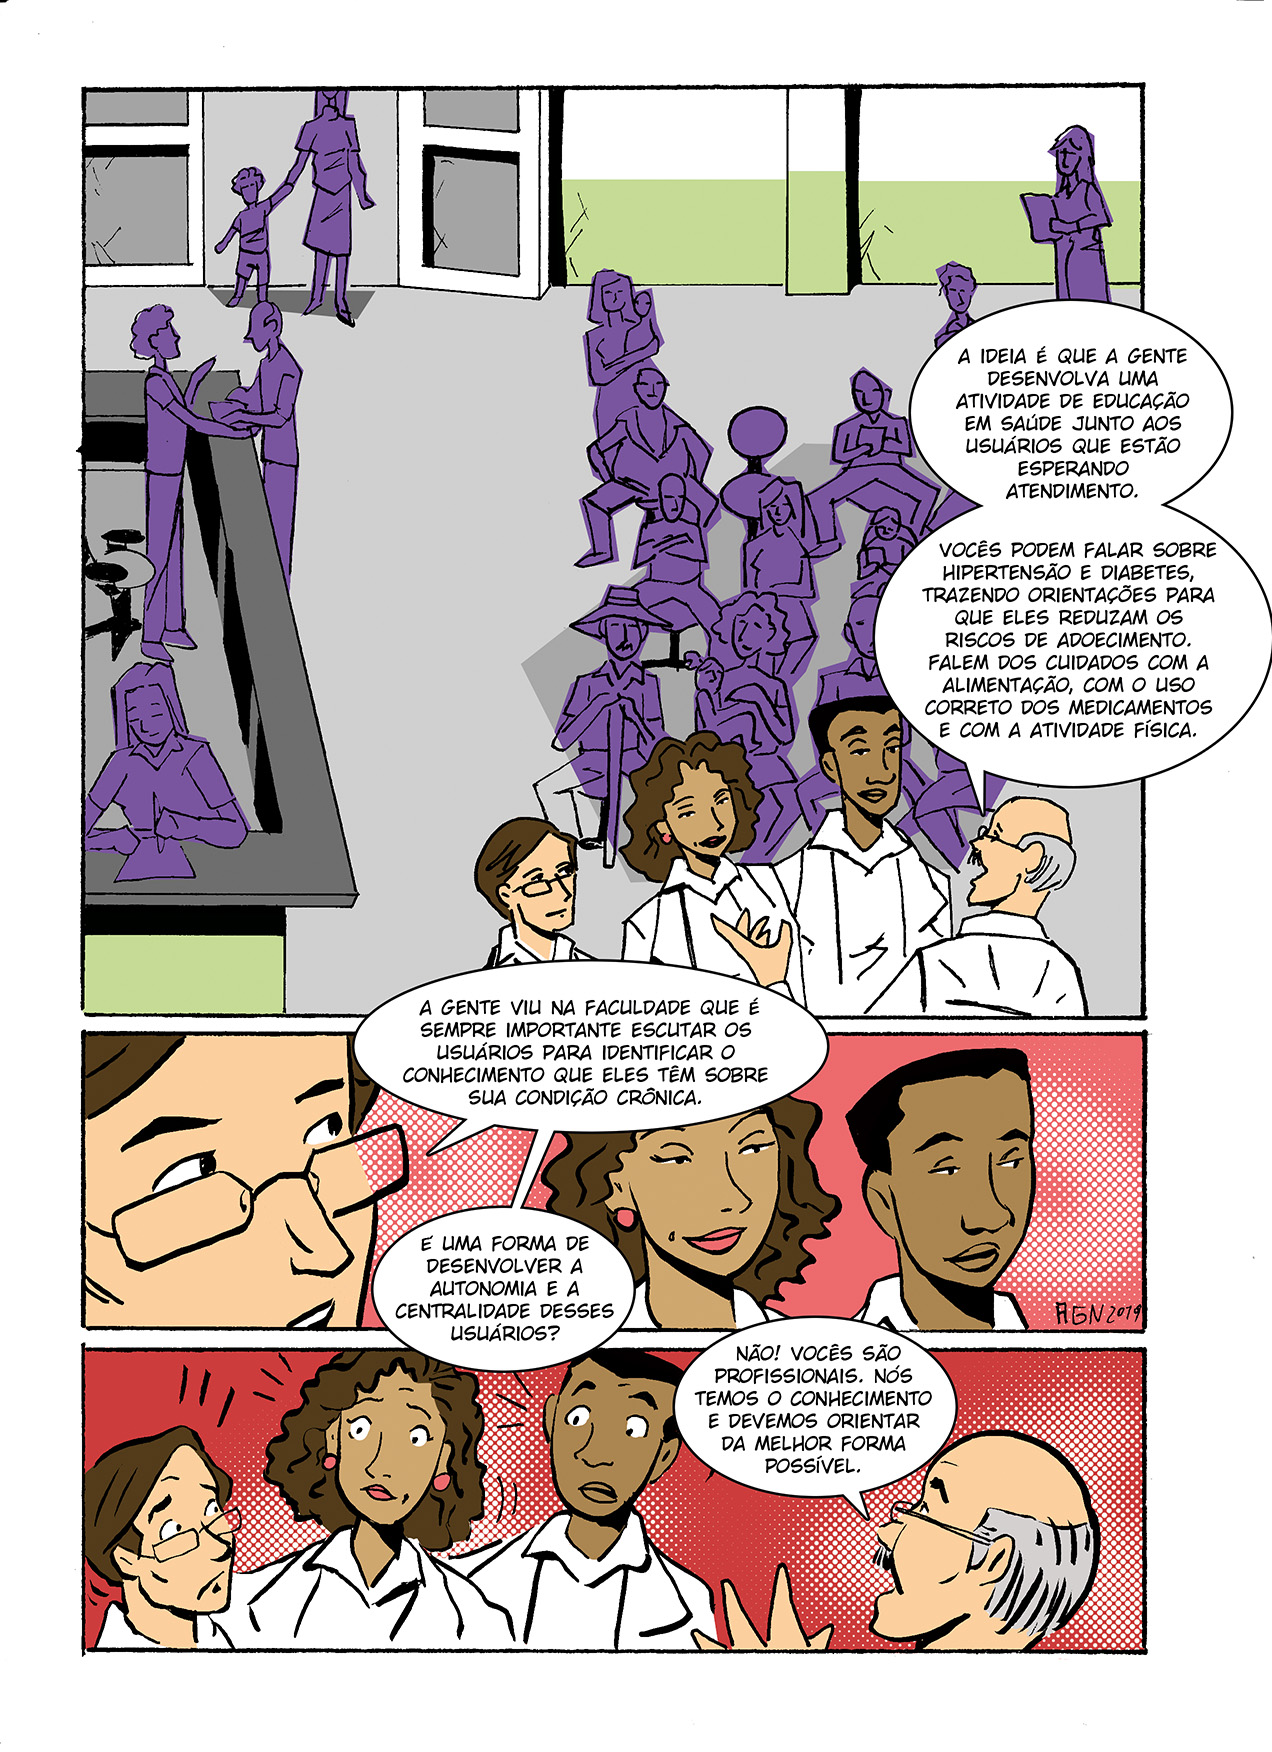 A IDEIA É QUE A GENTE
DESENVOLVA UMA
ATIVIDADE DE EDUCAÇÃO
EM SAÚDE JUNTO AOS
USUÁRIOS QUE ESTÃO
ESPERANDO
ATENDIMENTO.
VOCÊS PODEM FALAR SOBRE
HIPERTENSÃO E DIABETES,
TRAZENDO ORIENTAÇÕES PARA
QUE ELES REDUZAM OS
RISCOS DE ADOECIMENTO.
FALEM DOS CUIDADOS COM A
ALIMENTAÇÃO, COM O USO
CORRETO DOS MEDICAMENTOS
E COM A ATIVIDADE FÍSICA.
A GENTE VIU NA FACULDADE QUE É
SEMPRE IMPORTANTE ESCUTAR OS
USUÁRIOS PARA IDENTIFICAR O
CONHECIMENTO QUE ELES TÊM SOBRE
SUA CONDIÇÃO CRÔNICA.
E UMA FORMA DE
DESENVOLVER A
AUTONOMIA E A
CENTRALIDADE DESSES
USUÁRIOS?
AGN2019
NÃO! VOCÊS SÃO
PROFISSIONAIS. NÓS
TEMOS O CONHECIMENTO
E DEVEMOS ORIENTAR
DA MELHOR FORMA
POSSÍVEL.